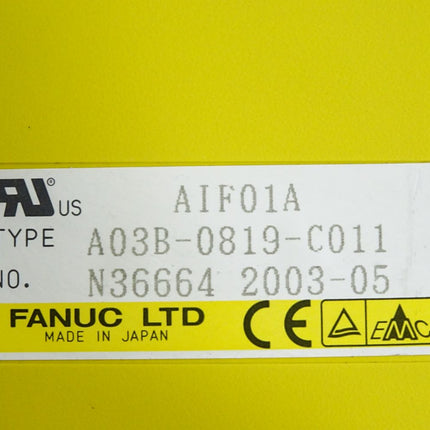 US AIF01A
TYPE A03B-0819-C011
NO. N36664 2003-05
FANUC LTD
MADE IN JAPAN
CE EMC